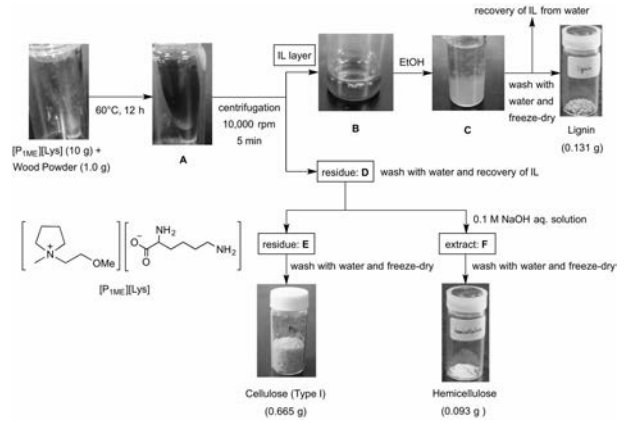 recovery of IL from water
IL layer
EtOH
60°C, 12 h
centrifugation
10,000 rpm
5 min
wash with
water and
freeze-dry
B
C
A
Lignin
(0.131 g)
[P1ME][Lys] (10 g) +
Wood Powder (1.0 g)
residue: D
wash with water and recovery of IL
0.1 M NaOH aq. solution
residue: E
extract: F
wash with water and freeze-dry
wash with water and freeze-dry
N
+
OMe
-
O
O
NH2
NH2
[P1ME][Lys]
Cellulose (Type I)
(0.665 g)
Hemicellulose
(0.093 g )